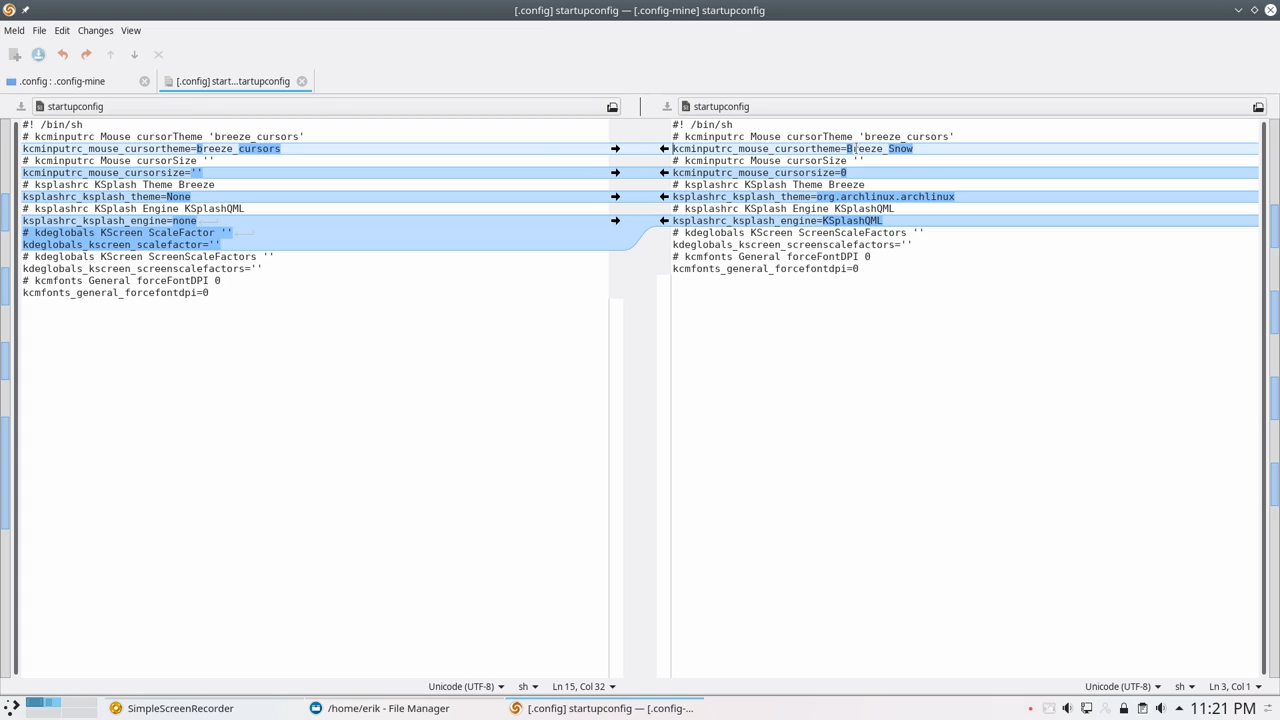 [.config] startupconfig — [.config-mine] startupconfig
Meld File Edit Changes View
.config : .config-mine
[.config] start...tartupconfig
startupconfig
#! /bin/sh
# kcminputrc Mouse cursorTheme 'breeze_cursors'
kcminputrc_mouse_cursortheme=breeze_cursors
# kcminputrc Mouse cursorSize ''
kcminputrc_mouse_cursorsize=''
# ksplashrc KSplash Theme Breeze
ksplashrc_ksplash_theme=None
# ksplashrc KSplash Engine KSplashQML
ksplashrc_ksplash_engine=none
# kdeglobals KScreen ScaleFactor ''
kdeglobals_kscreen_scalefactor=''
# kdeglobals KScreen ScreenScaleFactors ''
kdeglobals_kscreen_screenscalefactors=''
# kcmfonts General forceFontDPI 0
kcmfonts_general_forcefontdpi=0
startupconfig
#! /bin/sh
# kcminputrc Mouse cursorTheme 'breeze_cursors'
kcminputrc_mouse_cursortheme=Breeze_Snow
# kcminputrc Mouse cursorSize ''
kcminputrc_mouse_cursorsize=0
# ksplashrc KSplash Theme Breeze
ksplashrc_ksplash_theme=org.archlinux.archlinux
# ksplashrc KSplash Engine KSplashQML
ksplashrc_ksplash_engine=KSplashQML
# kdeglobals KScreen ScreenScaleFactors ''
kdeglobals_kscreen_screenscalefactors=''
# kcmfonts General forceFontDPI 0
kcmfonts_general_forcefontdpi=0
Unicode (UTF-8) sh Ln 15, Col 32
Unicode (UTF-8) sh Ln 3, Col 1
SimpleScreenRecorder
/home/erik - File Manager
[.config] startupconfig — [.config-...
11:21 PM